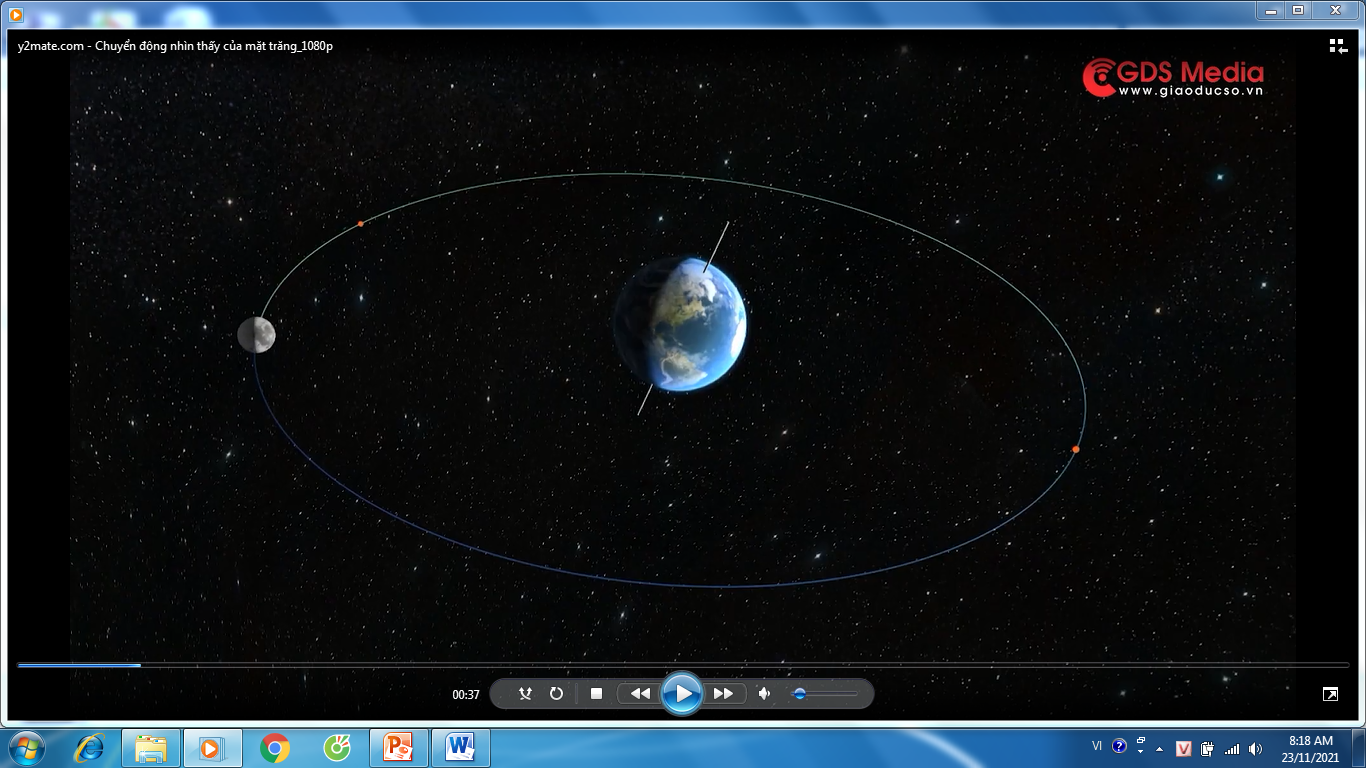 y2mate.com - Chuyển động nhìn thấy của mặt trăng_1080p
GDS Media
www.giaoducso.vn
00:37
VI
8:18 AM
23/11/2021